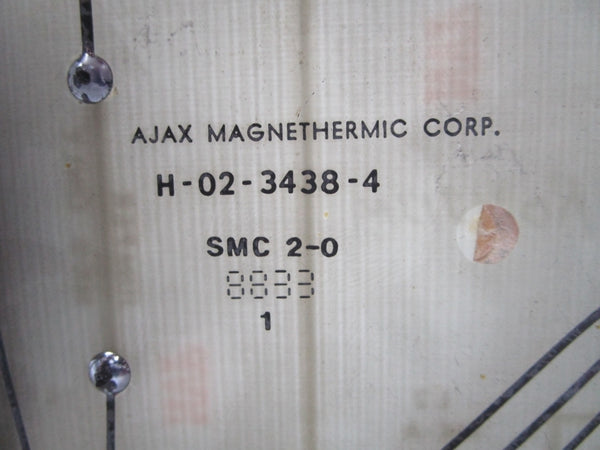 AJAX MAGNETHERMIC CORP.
H-02-3438-4
SMC 2-0
8833
1